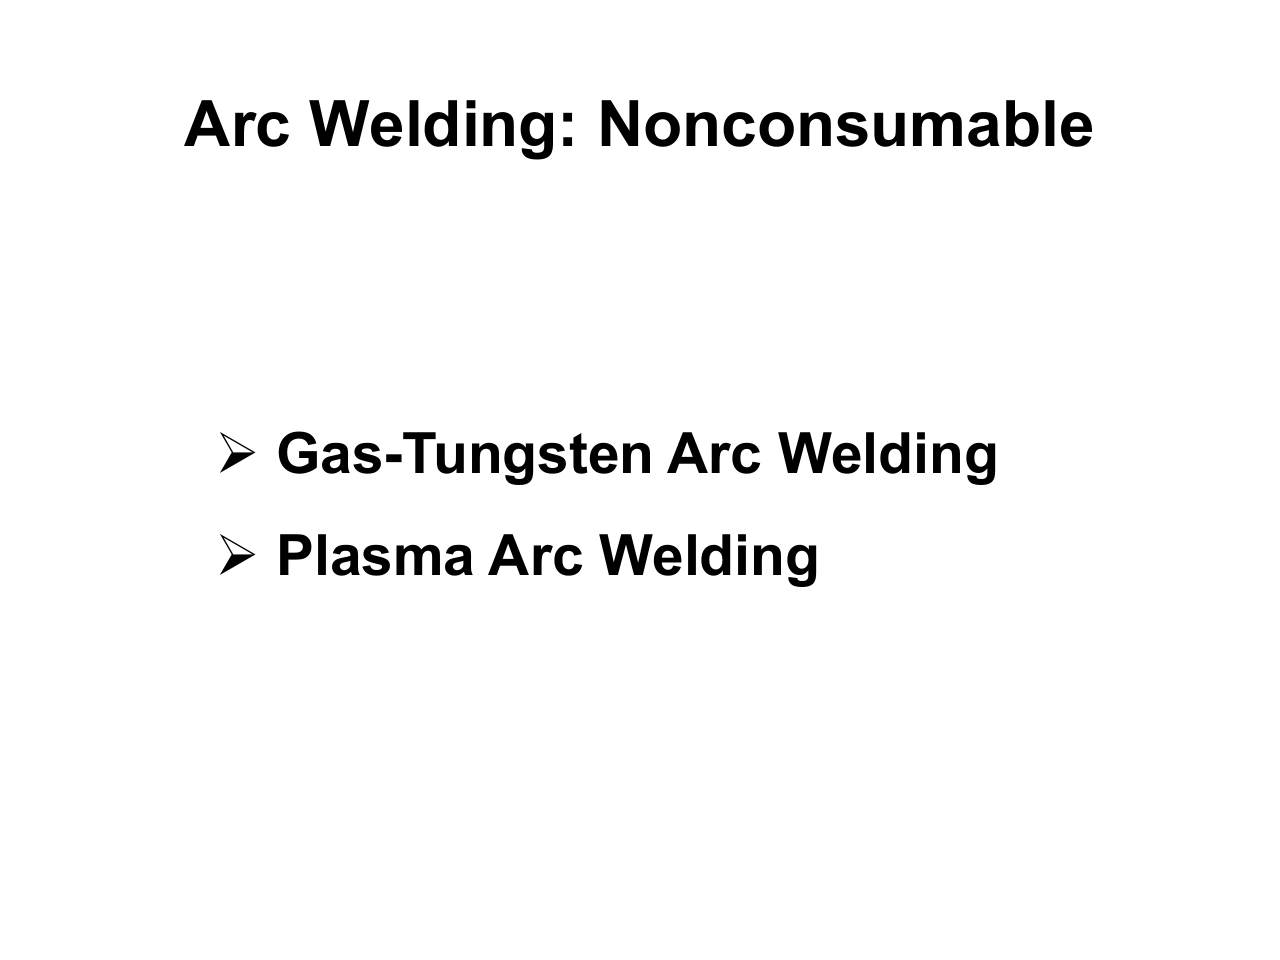 Arc Welding: Nonconsumable
➢ Gas-Tungsten Arc Welding
➢ Plasma Arc Welding